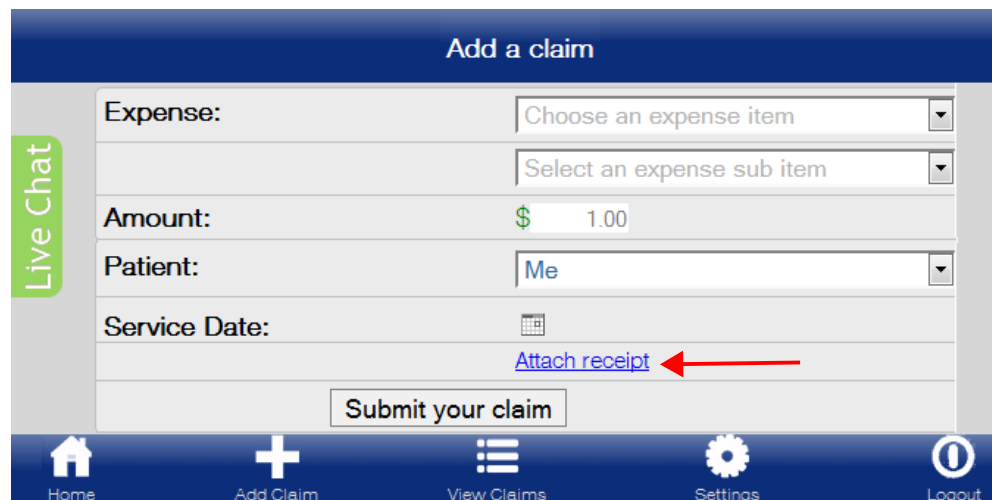 Add a claim
Live Chat
Expense:
Choose an expense item
Select an expense sub item
Amount:
$ 1.00
Patient:
Me
Service Date:
Attach receipt
Submit your claim
Home Add Claim View Claims Settings Logout